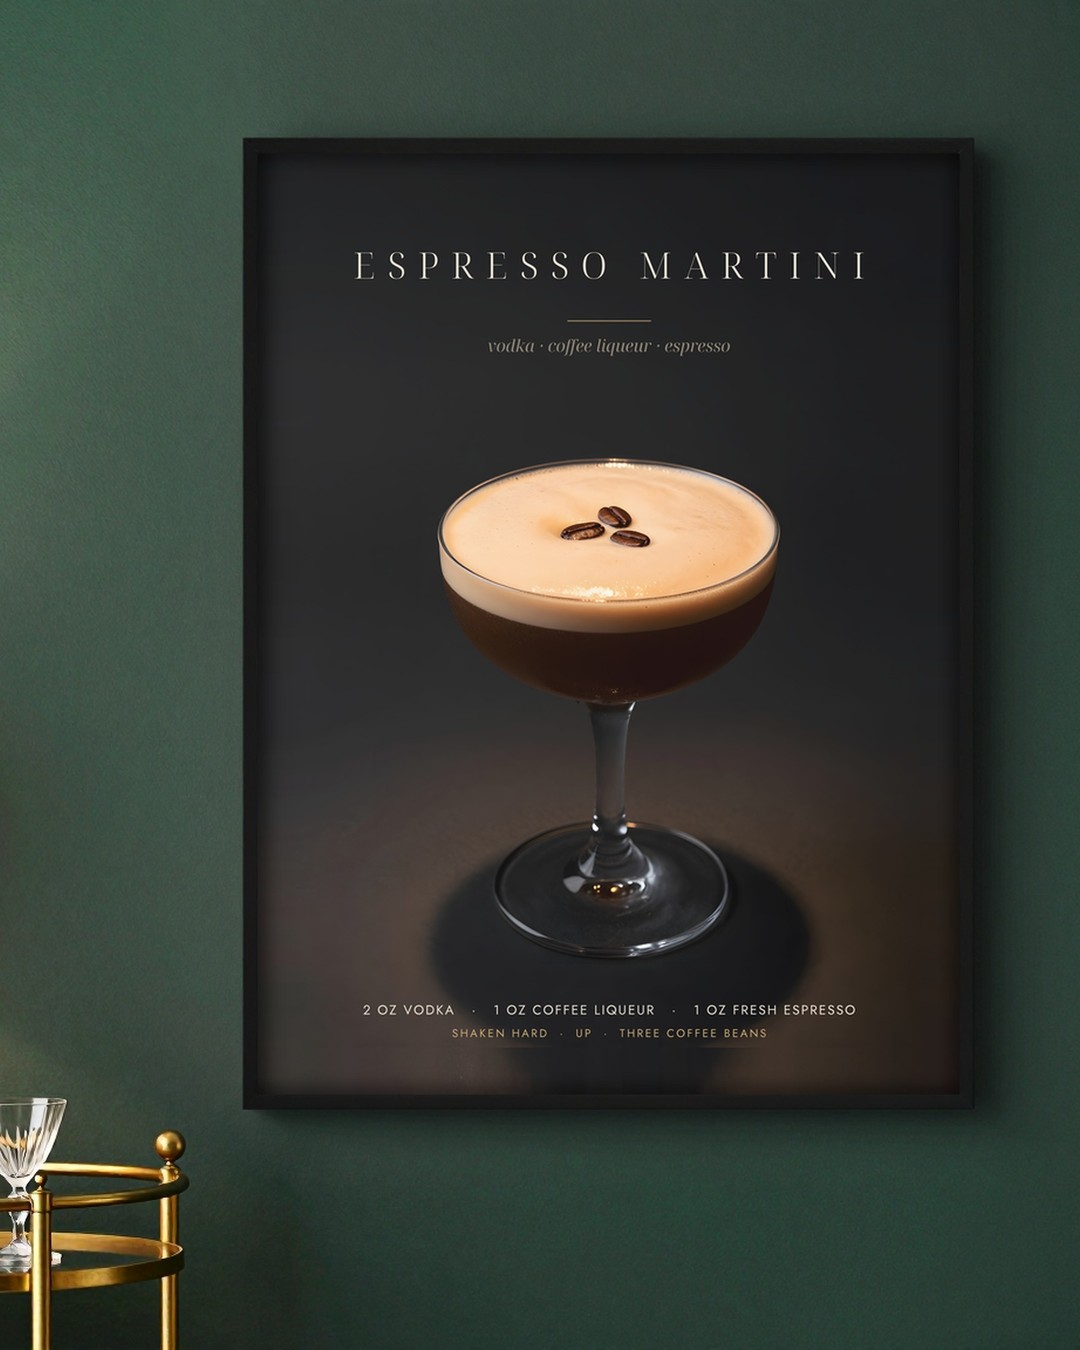 ESPRESSO MARTINI
vodka · coffee liqueur · espresso
2 OZ VODKA · 1 OZ COFFEE LIQUEUR · 1 OZ FRESH ESPRESSO
SHAKEN HARD · UP · THREE COFFEE BEANS